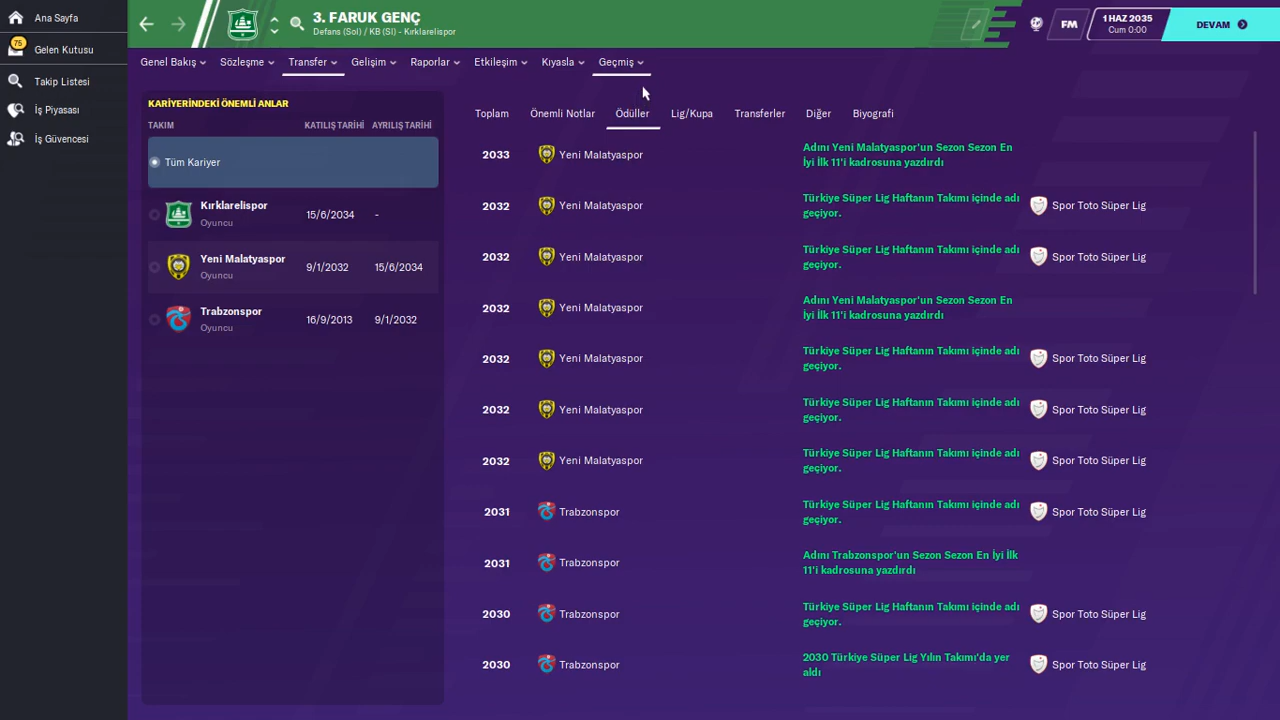 Ana Sayfa
75
Gelen Kutusu
Takip Listesi
İş Piyasası
İş Güvencesi
3. FARUK GENÇ
Defans (Sol) / KB (Sl) - Kırklarelispor
FM
1 HAZ 2035
Cum 0:00
DEVAM
Genel Bakış
Sözleşme
Transfer
Gelişim
Raporlar
Etkileşim
Kıyasla
Geçmiş
KARİYERİNDEKİ ÖNEMLİ ANLAR
TAKIM KATILIŞ TARİHİ AYRILIŞ TARİHİ
Tüm Kariyer
Kırklarelispor
Oyuncu
15/6/2034 -
Yeni Malatyaspor
Oyuncu
9/1/2032 15/6/2034
Trabzonspor
Oyuncu
16/9/2013 9/1/2032
Toplam Önemli Notlar Ödüller Lig/Kupa Transferler Diğer Biyografi
2033 Yeni Malatyaspor
Adını Yeni Malatyaspor'un Sezon Sezon En
İyi İlk 11'i kadrosuna yazdırdı
2032 Yeni Malatyaspor
Türkiye Süper Lig Haftanın Takımı içinde adı
geçiyor.
Spor Toto Süper Lig
2032 Yeni Malatyaspor
Türkiye Süper Lig Haftanın Takımı içinde adı
geçiyor.
Spor Toto Süper Lig
2032 Yeni Malatyaspor
Adını Yeni Malatyaspor'un Sezon Sezon En
İyi İlk 11'i kadrosuna yazdırdı
2032 Yeni Malatyaspor
Türkiye Süper Lig Haftanın Takımı içinde adı
geçiyor.
Spor Toto Süper Lig
2032 Yeni Malatyaspor
Türkiye Süper Lig Haftanın Takımı içinde adı
geçiyor.
Spor Toto Süper Lig
2032 Yeni Malatyaspor
Türkiye Süper Lig Haftanın Takımı içinde adı
geçiyor.
Spor Toto Süper Lig
2031 Trabzonspor
Türkiye Süper Lig Haftanın Takımı içinde adı
geçiyor.
Spor Toto Süper Lig
2031 Trabzonspor
Adını Trabzonspor'un Sezon Sezon En İyi İlk
11'i kadrosuna yazdırdı
2030 Trabzonspor
Türkiye Süper Lig Haftanın Takımı içinde adı
geçiyor.
Spor Toto Süper Lig
2030 Trabzonspor
2030 Türkiye Süper Lig Yılın Takımı'da yer
aldı
Spor Toto Süper Lig